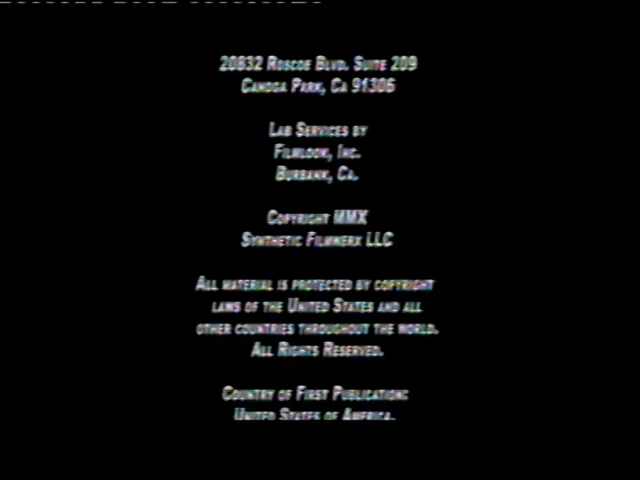 20832 Roscoe Blvd. Suite 209
Canoga Park, Ca 91306
Lab Services by
Filmlook, Inc.
Burbank, Ca.
Copyright MMX
Synthetic Filmwerx LLC
All material is protected by copyright
laws of the United States and all
other countries throughout the world.
All Rights Reserved.
Country of First Publication:
United States of America.